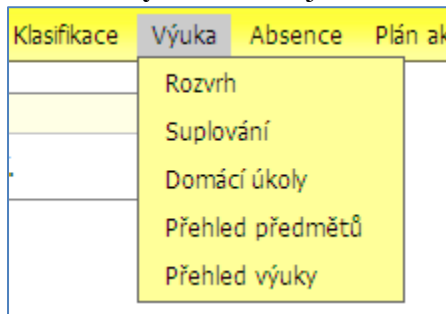 Klasifikace Výuka Absence Plán ak
Rozvrh
Suplování
Domácí úkoly
Přehled předmětů
Přehled výuky